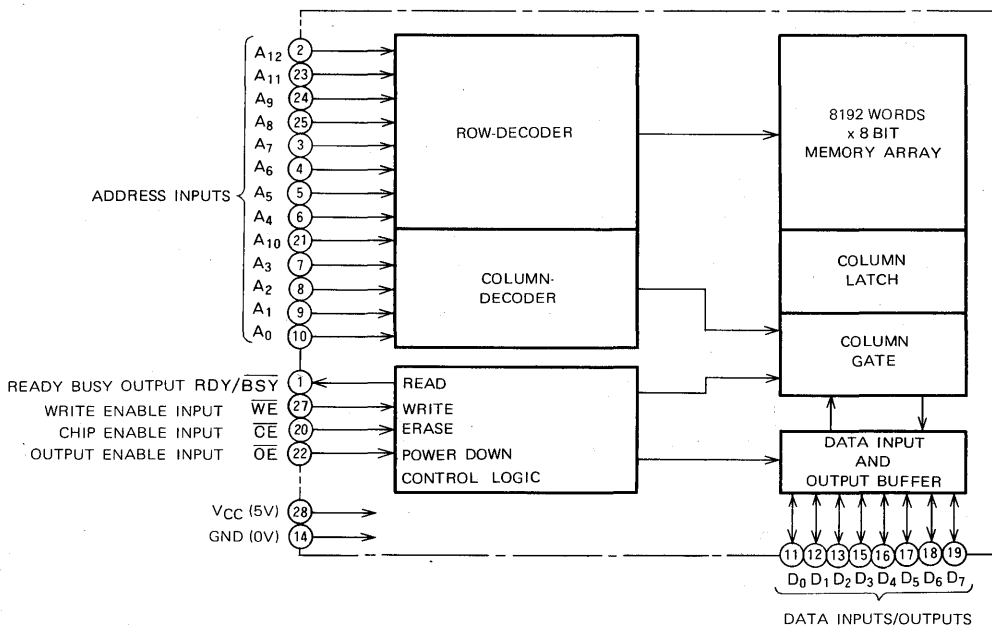 A12 2
A11 23
A9 24
A8 25
A7 3
A6 4
A5 5
A4 6
A10 21
A3 7
A2 8
A1 9
A0 10
ADDRESS INPUTS
ROW-DECODER
COLUMN-
DECODER
8192 WORDS
x 8 BIT
MEMORY ARRAY
COLUMN
LATCH
COLUMN
GATE
READY BUSY OUTPUT RDY/B̅S̅Y̅ 1
WRITE ENABLE INPUT W̅E̅ 27
CHIP ENABLE INPUT C̅E̅ 20
OUTPUT ENABLE INPUT O̅E̅ 22
READ
WRITE
ERASE
POWER DOWN
CONTROL LOGIC
DATA INPUT
AND
OUTPUT BUFFER
VCC (5V) 28
GND (0V) 14
11 12 13 15 16 17 18 19
D0 D1 D2 D3 D4 D5 D6 D7
DATA INPUTS/OUTPUTS